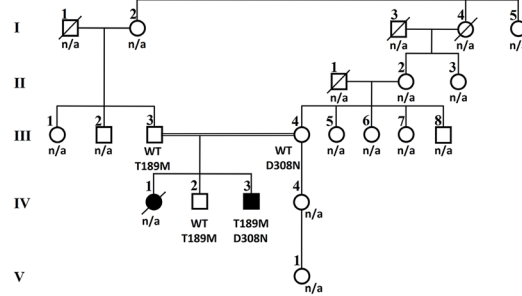 I 1 2 3 4 5
n/a n/a n/a n/a n/a
II 1 2 3
n/a n/a n/a
III 1 2 3 4 5 6 7 8
n/a n/a WT WT n/a n/a n/a n/a
T189M D308N
IV 1 2 3 4
n/a WT T189M n/a
T189M D308N
V 1
n/a